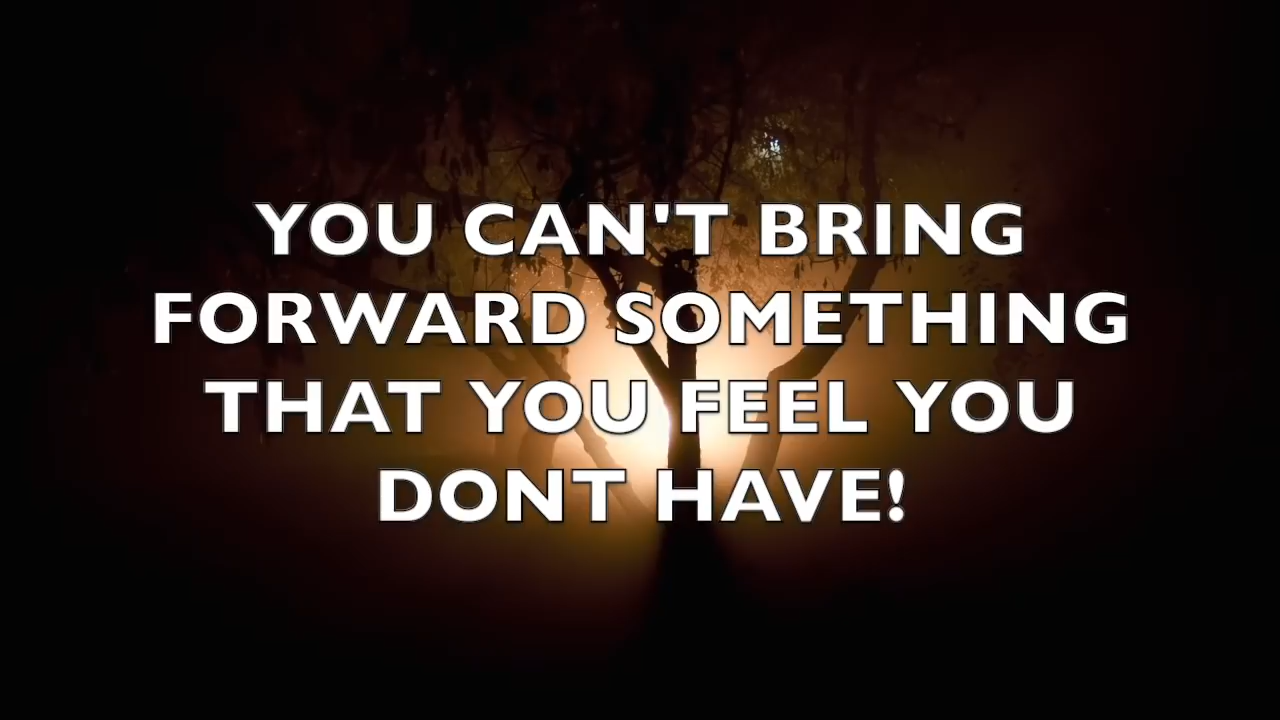 YOU CAN'T BRING
FORWARD SOMETHING
THAT YOU FEEL YOU
DONT HAVE!